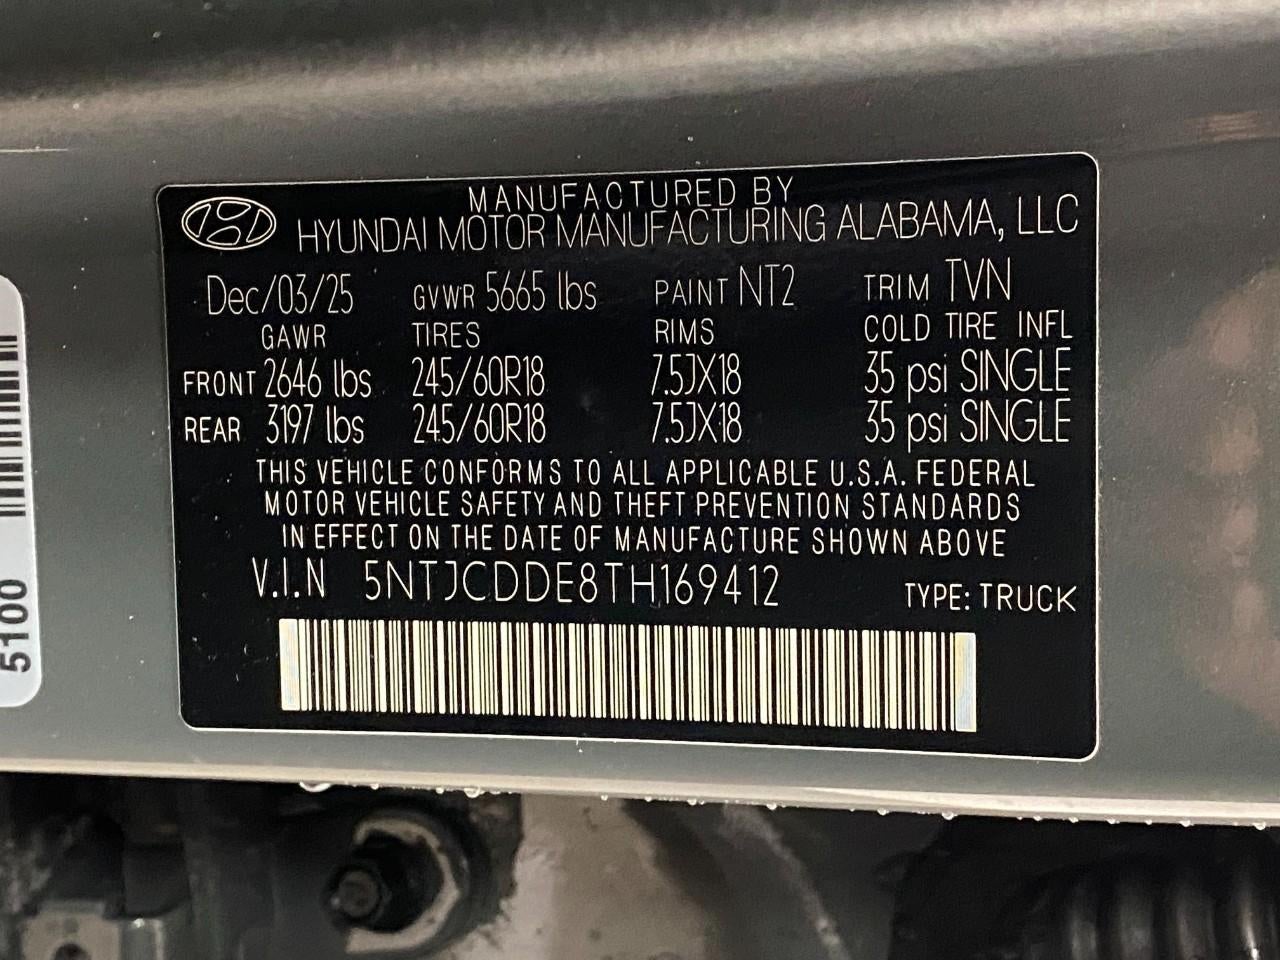 MANUFACTURED BY
HYUNDAI MOTOR MANUFACTURING ALABAMA, LLC
Dec/03/25 GVWR 5665 lbs PAINT NT2 TRIM TVN
GAWR TIRES RIMS COLD TIRE INFL
FRONT 2646 lbs 245/60R18 7.5JX18 35 psi SINGLE
REAR 3197 lbs 245/60R18 7.5JX18 35 psi SINGLE
THIS VEHICLE CONFORMS TO ALL APPLICABLE U.S.A. FEDERAL
MOTOR VEHICLE SAFETY AND THEFT PREVENTION STANDARDS
IN EFFECT ON THE DATE OF MANUFACTURE SHOWN ABOVE
V.I.N 5NTJCDDE8TH169412 TYPE: TRUCK
5100